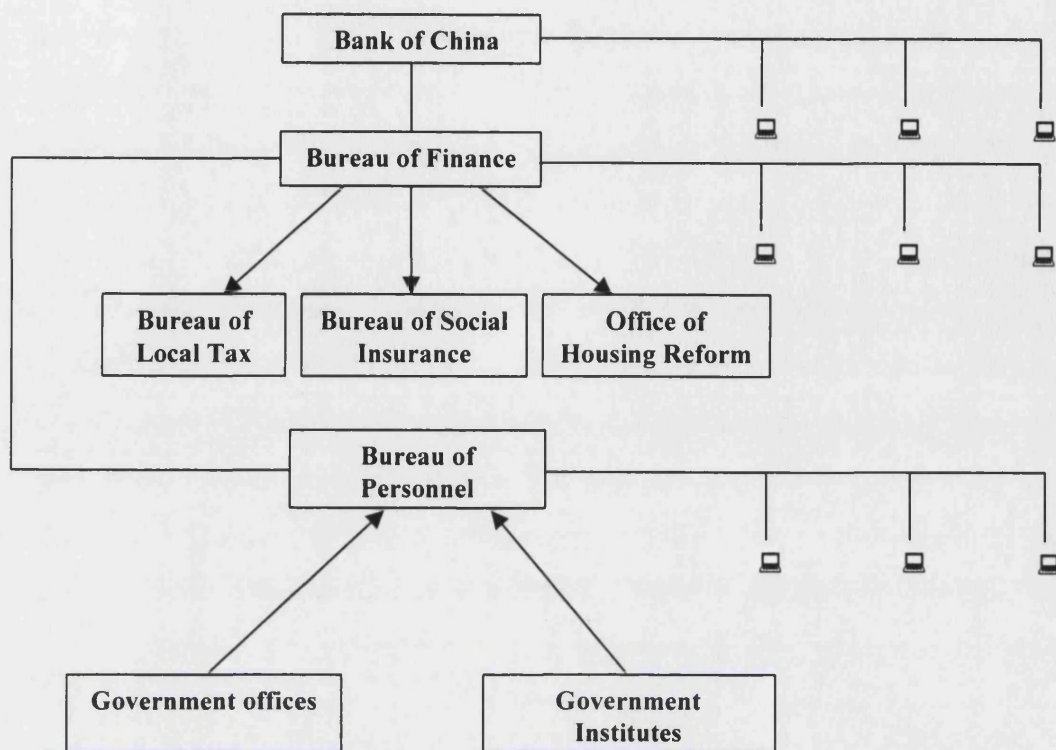 Bank of China
Bureau of Finance
Bureau of
Local Tax
Bureau of Social
Insurance
Office of
Housing Reform
Bureau of
Personnel
Government offices
Government
Institutes